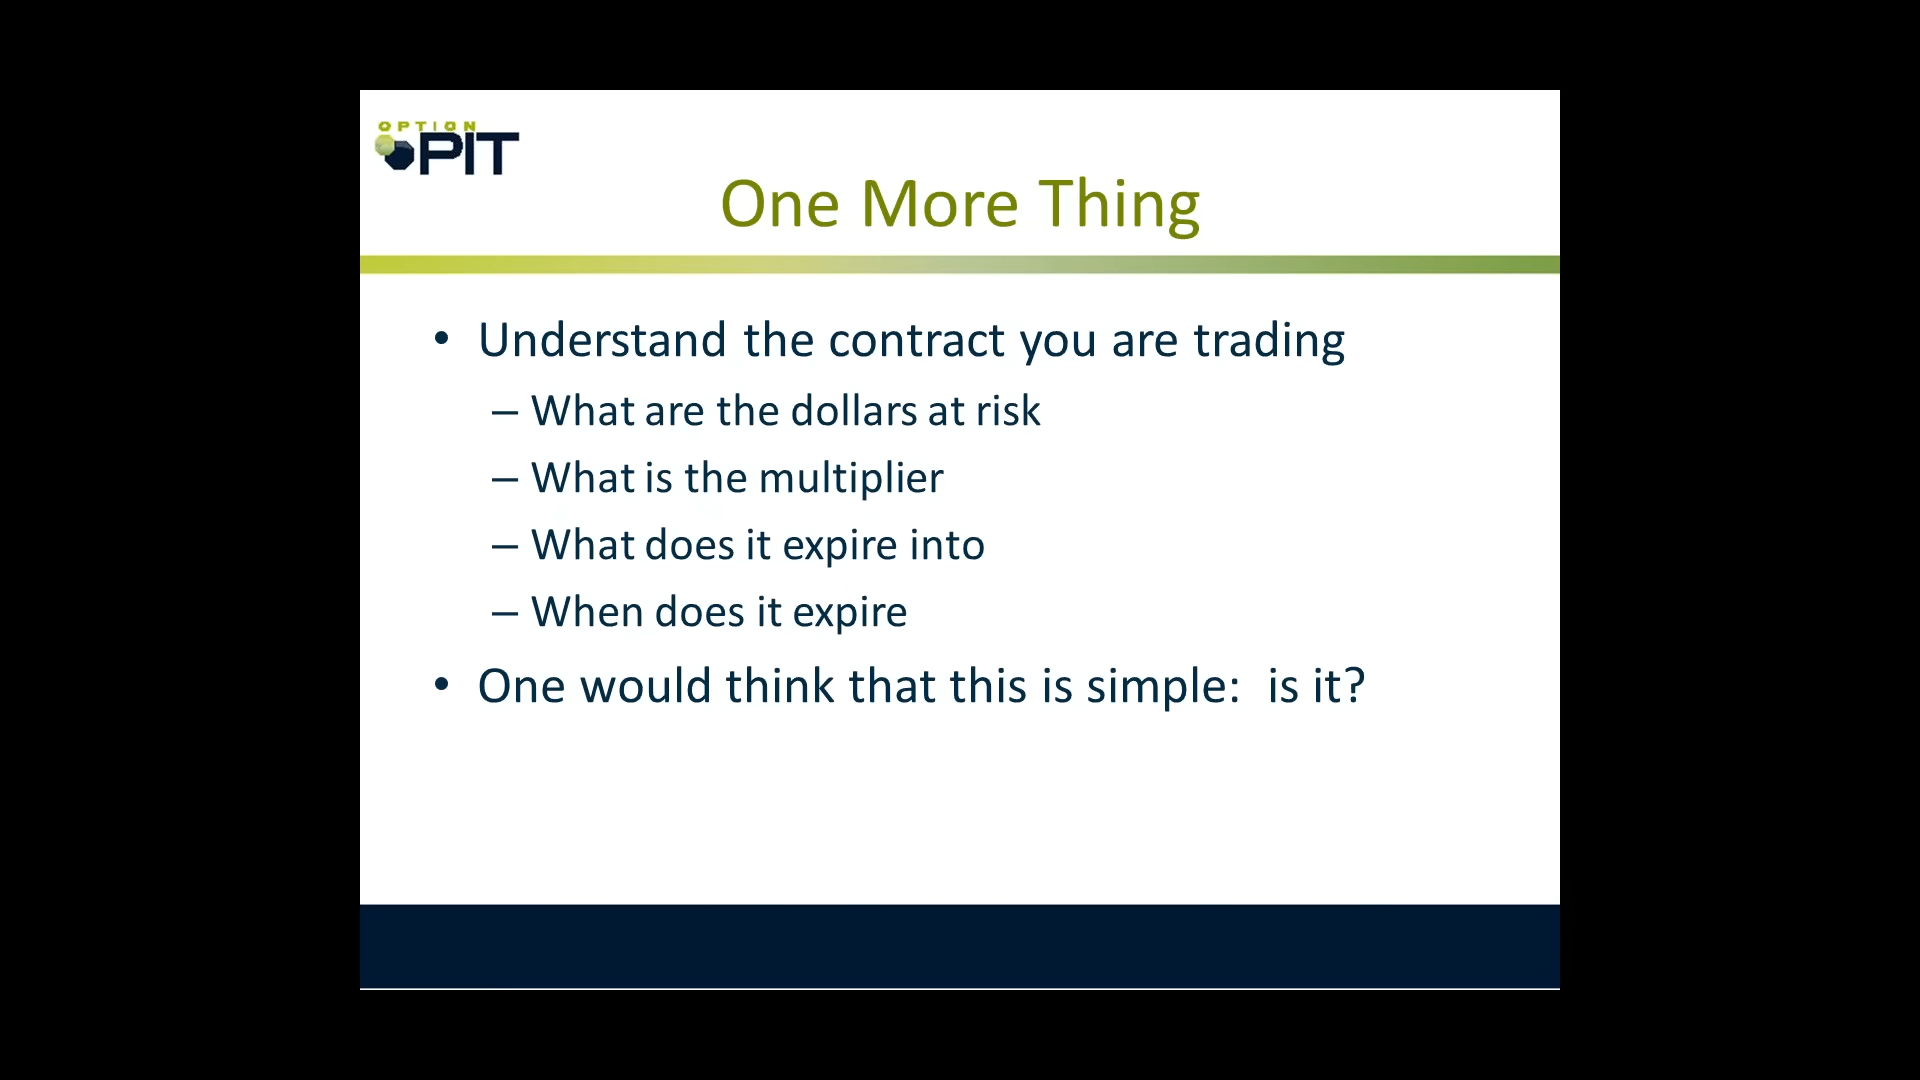 OPTION
PIT
One More Thing
• Understand the contract you are trading
– What are the dollars at risk
– What is the multiplier
– What does it expire into
– When does it expire
• One would think that this is simple:  is it?